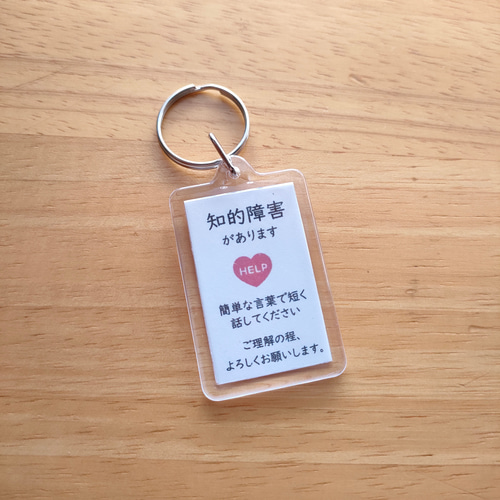 知的障害
があります
HELP
簡単な言葉で短く
話してください
ご理解の程、
よろしくお願いします。